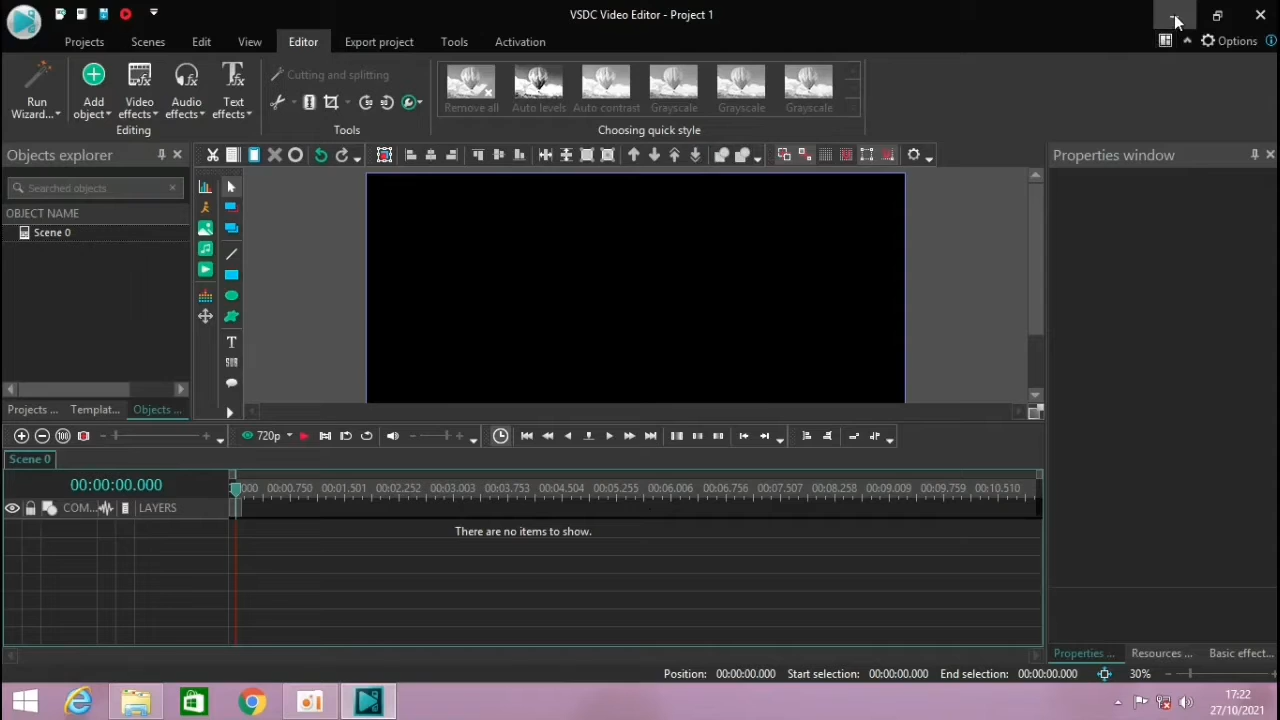 VSDC Video Editor - Project 1
Projects
Scenes
Edit
View
Editor
Export project
Tools
Activation
Options
Run Wizard...
Add object
Video effects
Audio effects
Text effects
Editing
Cutting and splitting
Tools
Remove all
Auto levels
Auto contrast
Grayscale
Grayscale
Grayscale
Choosing quick style
Objects explorer
Properties window
Searched objects
OBJECT NAME
Scene 0
Projects ...
Templat...
Objects ...
720p
Scene 0
00:00:00.000
000
00:00.750
00:01.501
00:02.252
00:03.003
00:03.753
00:04.504
00:05.255
00:06.006
00:06.756
00:07.507
00:08.258
00:09.009
00:09.759
00:10.510
COM...
LAYERS
There are no items to show.
Properties ...
Resources ...
Basic effect...
Position: 00:00:00.000
Start selection: 00:00:00.000
End selection: 00:00:00.000
30%
17:22
27/10/2021